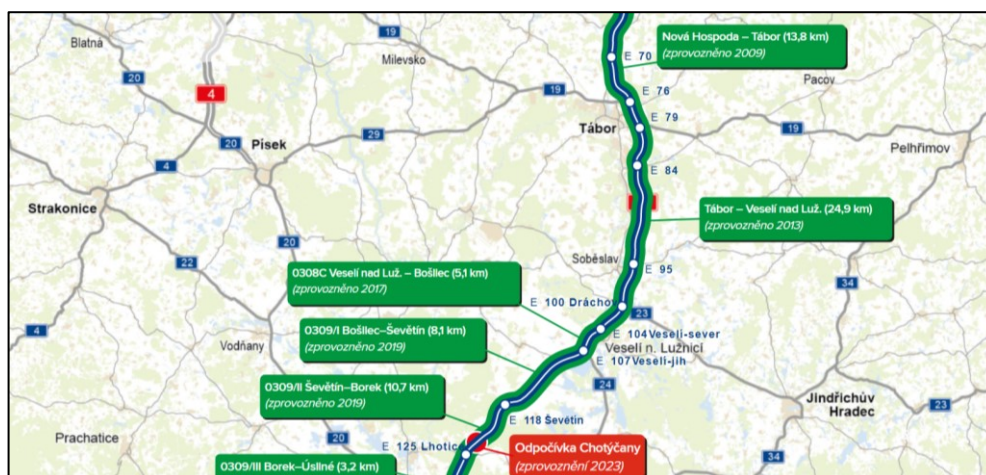 Blatná
19
Milevsko
E 70
Nová Hospoda – Tábor (13,8 km)
(zprovozněno 2009)
20
4
19
E 76
Pacov
Tábor
E 79
19
20
Písek
29
Pelhřimov
4
E 84
Strakonice
Tábor – Veselí nad Luž. (24,9 km)
(zprovozněno 2013)
20
22
Soběslav
E 95
34
0308C Veselí nad Luž. – Bošilec (5,1 km)
(zprovozněno 2017)
E 100 Dráchov
23
4
0309/I Bošilec–Ševětín (8,1 km)
(zprovozněno 2019)
E 104Veselí-sever
Vodňany
Veselí n. Lužnicí
E 107Veselí-jih
0309/II Ševětín–Borek (10,7 km)
(zprovozněno 2019)
24
Jindřichův
Hradec
23
E 118 Ševětín
Prachatice
20
E 125 Lhotice
Odpočívka Chotýčany
(zprovoznění 2023)
34
0309/III Borek–Úsilné (3,2 km)